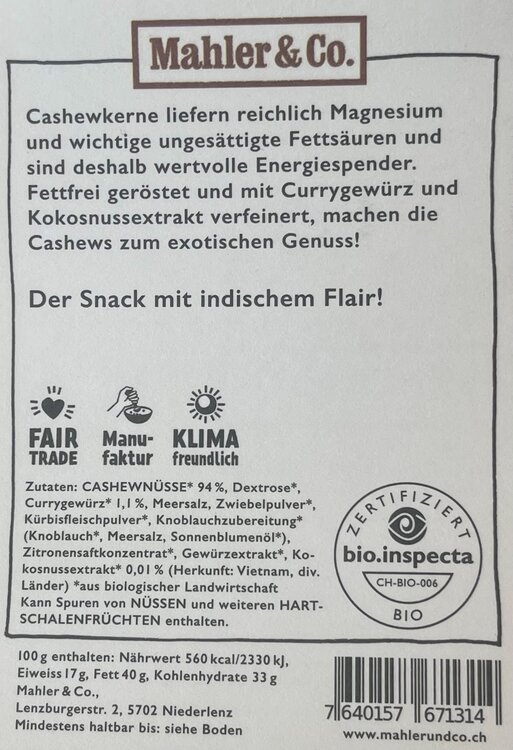 Mahler & Co.
Cashewkerne liefern reichlich Magnesium
und wichtige ungesättigte Fettsäuren und
sind deshalb wertvolle Energiespender.
Fettfrei geröstet und mit Currygewürz und
Kokosnussextrakt verfeinert, machen die
Cashews zum exotischen Genuss!
Der Snack mit indischem Flair!
FAIR
TRADE
Manu-
faktur
KLIMA
freundlich
Zutaten: CASHEWNÜSSE* 94 %, Dextrose*,
Currygewürz* 1,1 %, Meersalz, Zwiebelpulver*,
Kürbisfleischpulver*, Knoblauchzubereitung*
(Knoblauch*, Meersalz, Sonnenblumenöl*),
Zitronensaftkonzentrat*, Gewürzextrakt*, Ko-
kosnussextrakt* 0,01 % (Herkunft: Vietnam, div.
Länder) *aus biologischer Landwirtschaft
Kann Spuren von NÜSSEN und weiteren HART-
SCHALENFRÜCHTEN enthalten.
ZERTIFIZIERT
bio.inspecta
CH-BIO-006
BIO
100 g enthalten: Nährwert 560 kcal/2330 kJ,
Eiweiss 17 g, Fett 40 g, Kohlenhydrate 33 g
Mahler & Co.,
Lenzburgerstr. 2, 5702 Niederlenz
Mindestens haltbar bis: siehe Boden
7 640157 671314
www.mahlerundco.ch